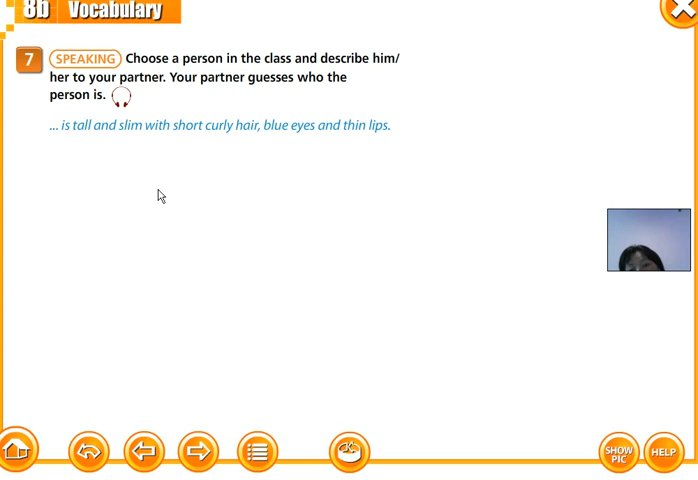 8b Vocabulary
7 SPEAKING Choose a person in the class and describe him/
her to your partner. Your partner guesses who the
person is.
... is tall and slim with short curly hair, blue eyes and thin lips.
SHOW
PIC
HELP